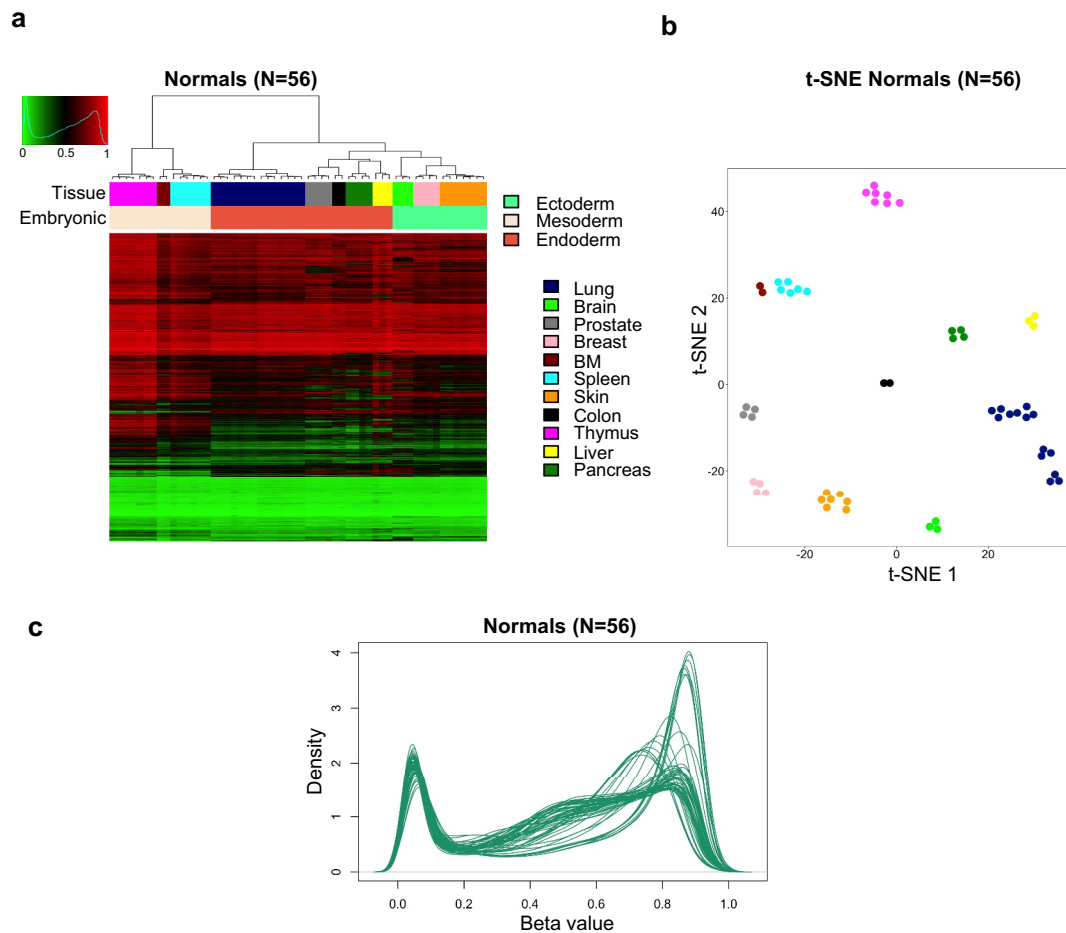 a
Normals (N=56)
0 0.5 1
Tissue
Embryonic
Ectoderm
Mesoderm
Endoderm
Lung
Brain
Prostate
Breast
BM
Spleen
Skin
Colon
Thymus
Liver
Pancreas
b
t-SNE Normals (N=56)
t-SNE 2
40
20
0
-20
-20 0 20
t-SNE 1
c
Normals (N=56)
Density
4
3
2
1
0
0.0 0.2 0.4 0.6 0.8 1.0
Beta value